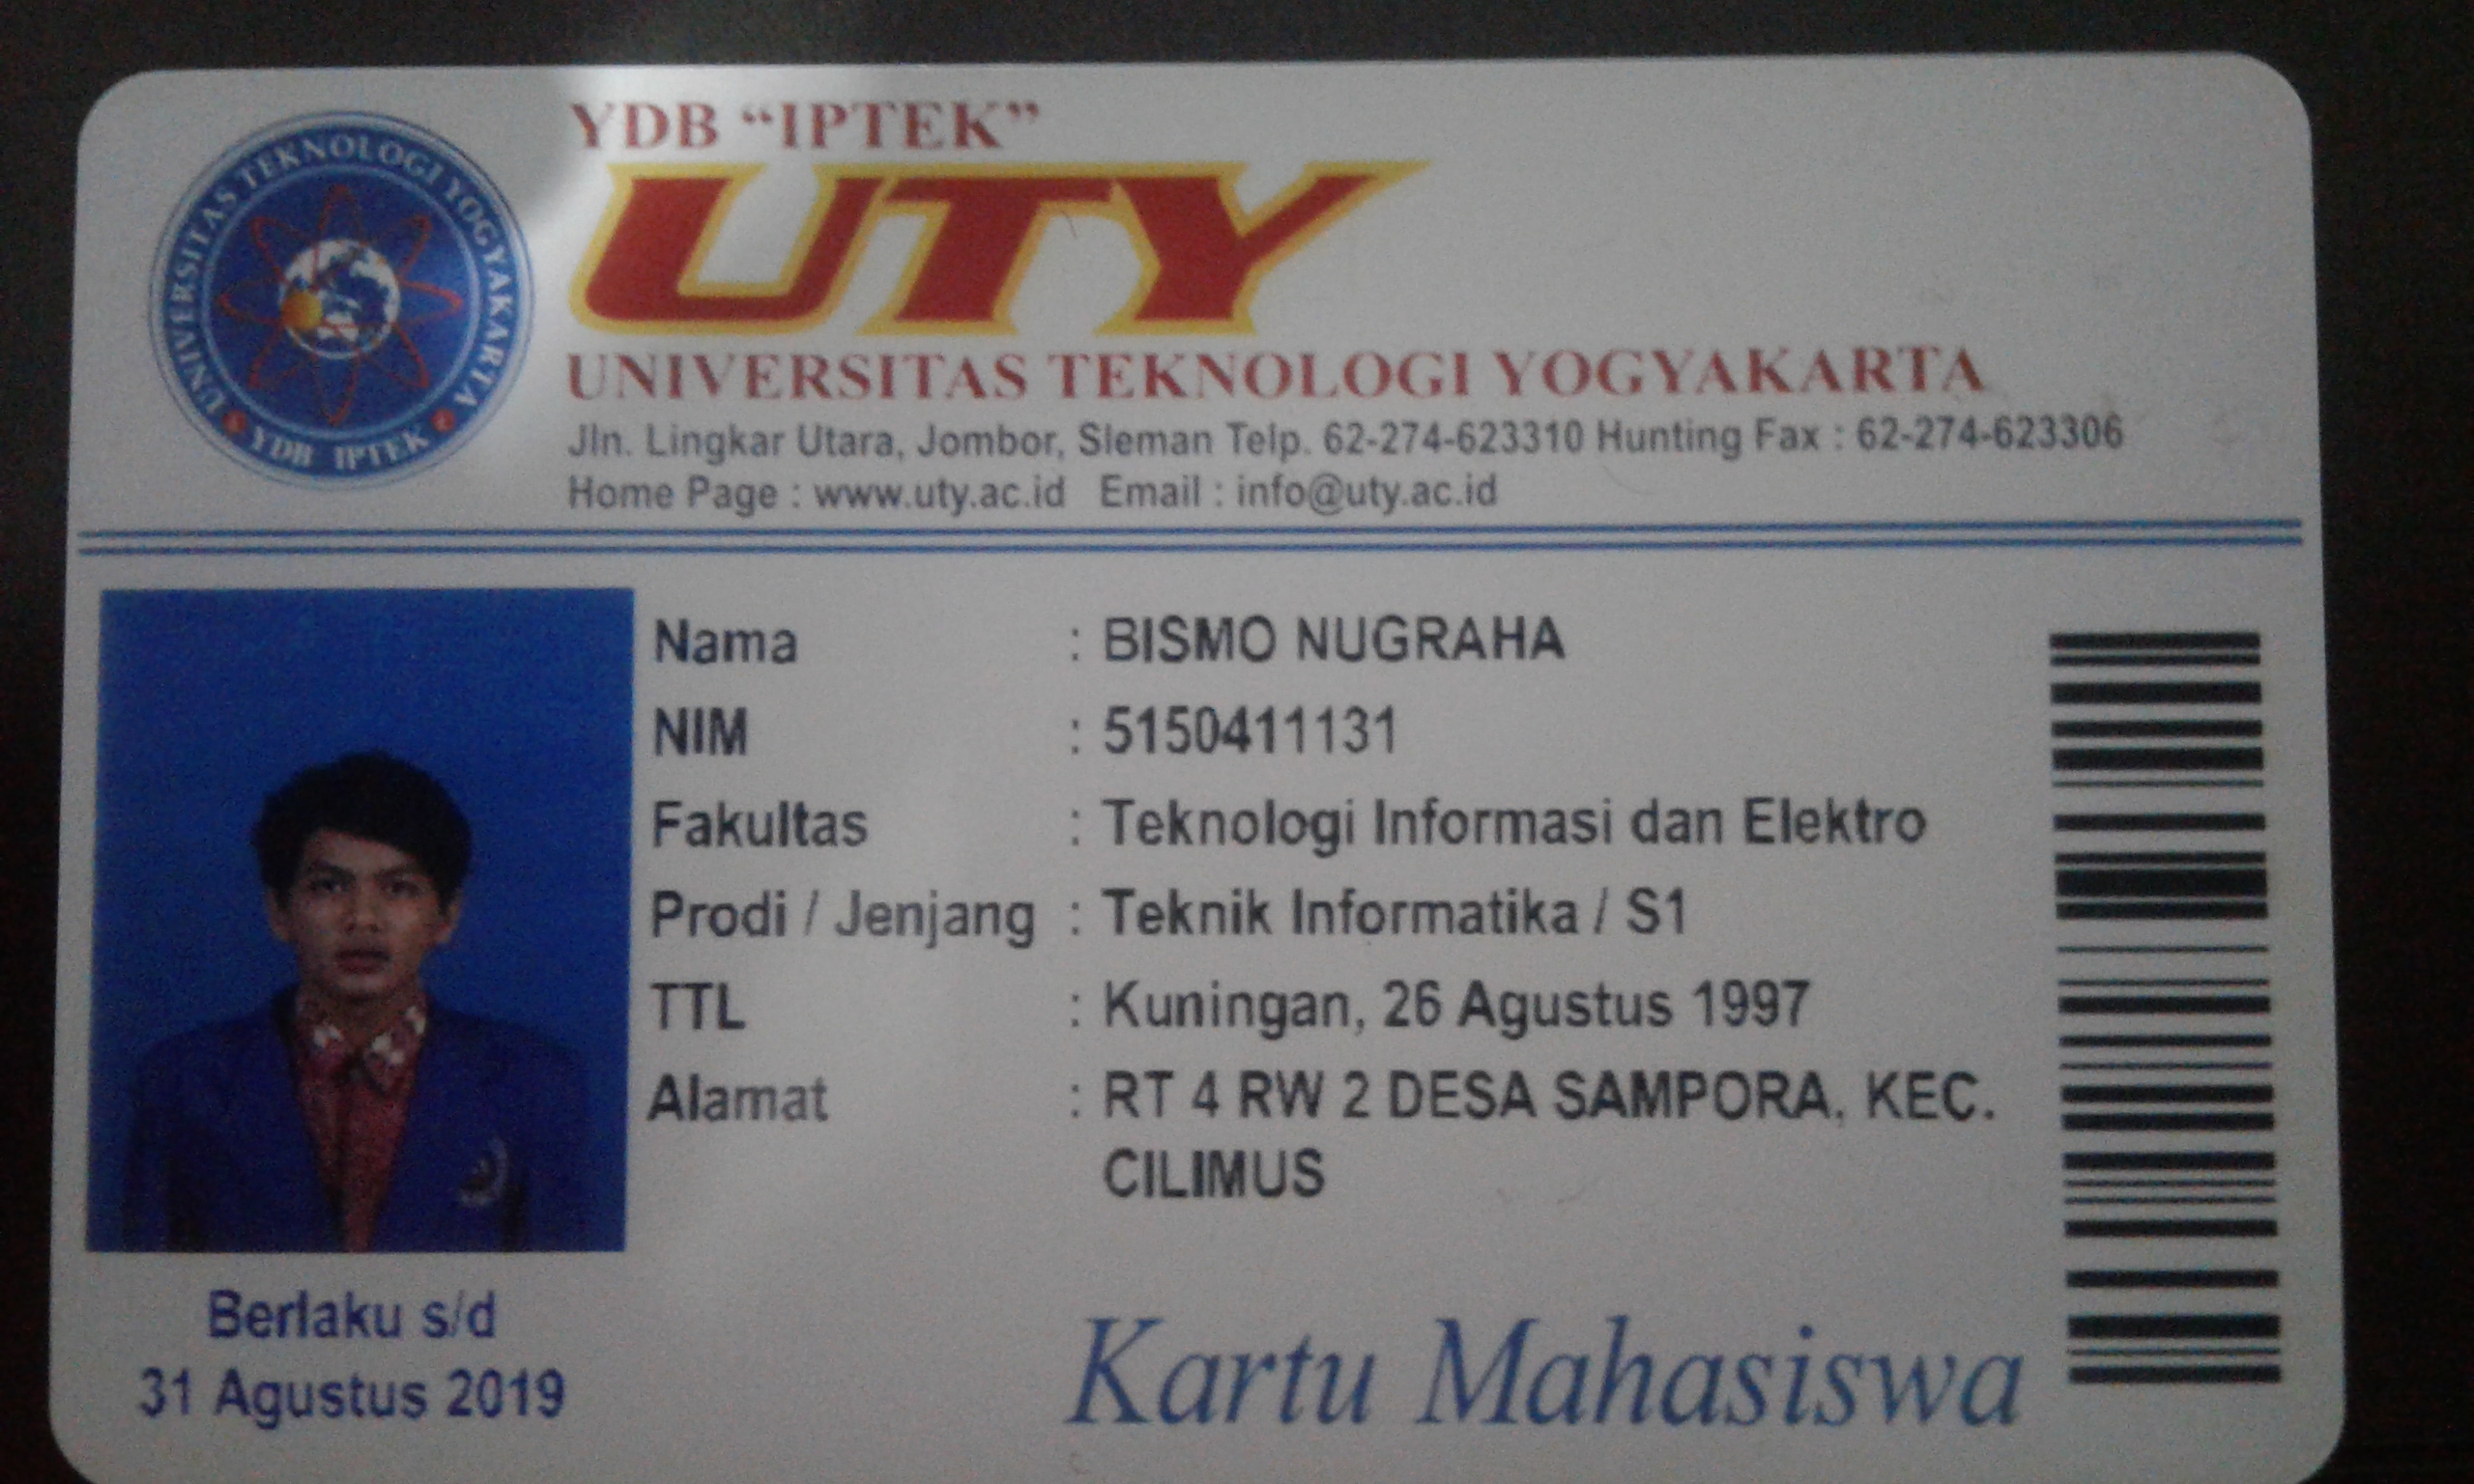 YDB “IPTEK”
UTY
UNIVERSITAS TEKNOLOGI YOGYAKARTA
Jln. Lingkar Utara, Jombor, Sleman Telp. 62-274-623310 Hunting Fax : 62-274-623306
Home Page : www.uty.ac.id Email : info@uty.ac.id
UNIVERSITAS TEKNOLOGI YOGYAKARTA
YDB IPTEK
Nama : BISMO NUGRAHA
NIM : 5150411131
Fakultas : Teknologi Informasi dan Elektro
Prodi / Jenjang : Teknik Informatika / S1
TTL : Kuningan, 26 Agustus 1997
Alamat : RT 4 RW 2 DESA SAMPORA, KEC.
CILIMUS
Berlaku s/d
31 Agustus 2019
Kartu Mahasiswa